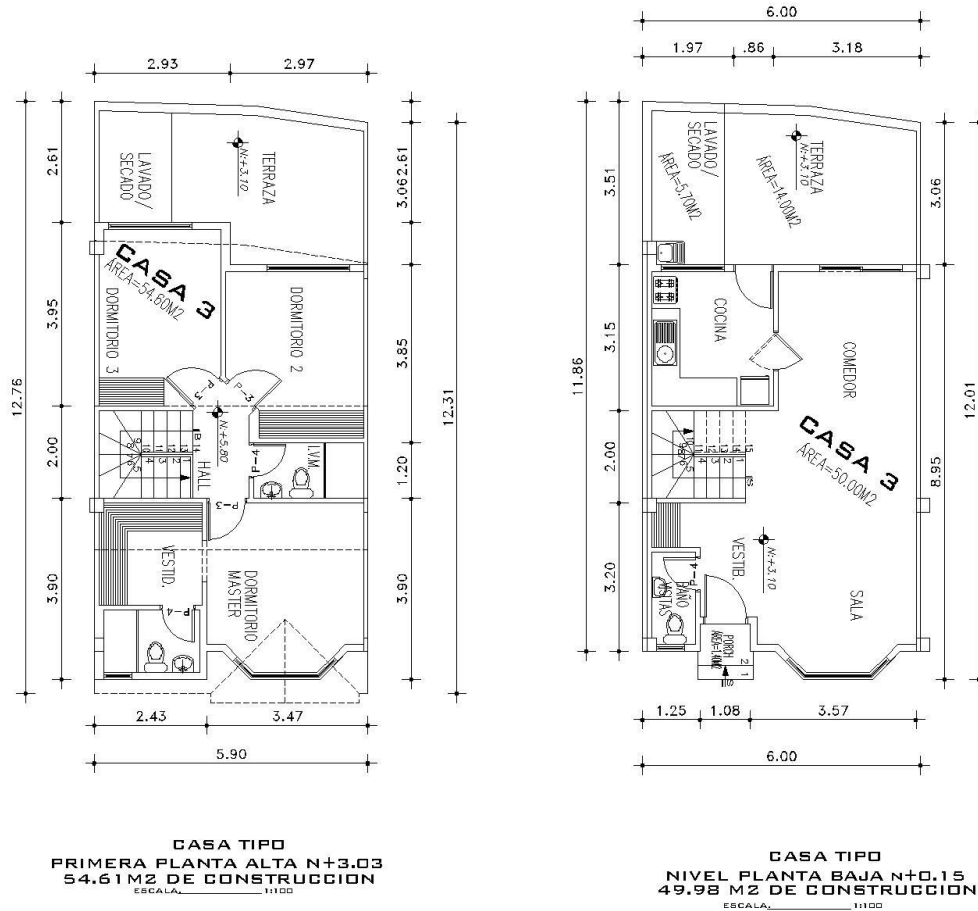 2.93
2.97
12.76
2.61
3.95
2.00
3.90
LAVADO/
SECADO
N:+3.10
TERRAZA
3.06
2.61
3.85
1.20
3.90
12.31
CASA 3
AREA=54.60M2
DORMITORIO 3
DORMITORIO 2
P-3
P-3
N:+5.80
HALL
P-4
P-3
VESTID.
P-4
DORMITORIO
MASTER
2.43
3.47
5.90
CASA TIPO
PRIMERA PLANTA ALTA N+3.03
54.61M2 DE CONSTRUCCION
ESCALA.__________1:100
6.00
1.97
.86
3.18
11.86
3.51
3.15
2.00
3.20
LAVADO/
SECADO
AREA=5.70M2
N:+3.10
TERRAZA
AREA=14.00M2
3.06
8.95
12.01
COCINA
COMEDOR
CASA 3
AREA=50.00M2
VESTIB.
N:+3.10
P-4
BAÑO
VISITAS
SALA
PORCH
2
1
S
1.25
1.08
3.57
6.00
CASA TIPO
NIVEL PLANTA BAJA N+0.15
49.98 M2 DE CONSTRUCCION
ESCALA.__________1:100